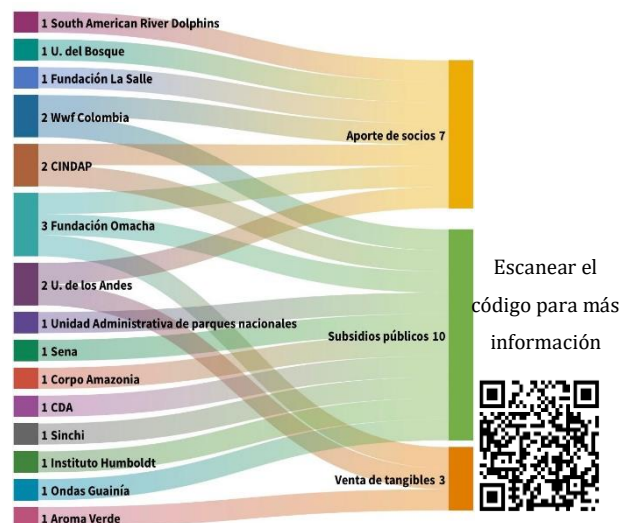 1 South American River Dolphins
1 U. del Bosque
1 Fundación La Salle
2 Wwf Colombia
2 CINDAP
3 Fundación Omacha
2 U. de los Andes
1 Unidad Administrativa de parques nacionales
1 Sena
1 Corpo Amazonia
1 CDA
1 Sinchi
1 Instituto Humboldt
1 Ondas Guainía
1 Aroma Verde
Aporte de socios 7
Subsidios públicos 10
Venta de tangibles 3
Escanear el
código para más
información